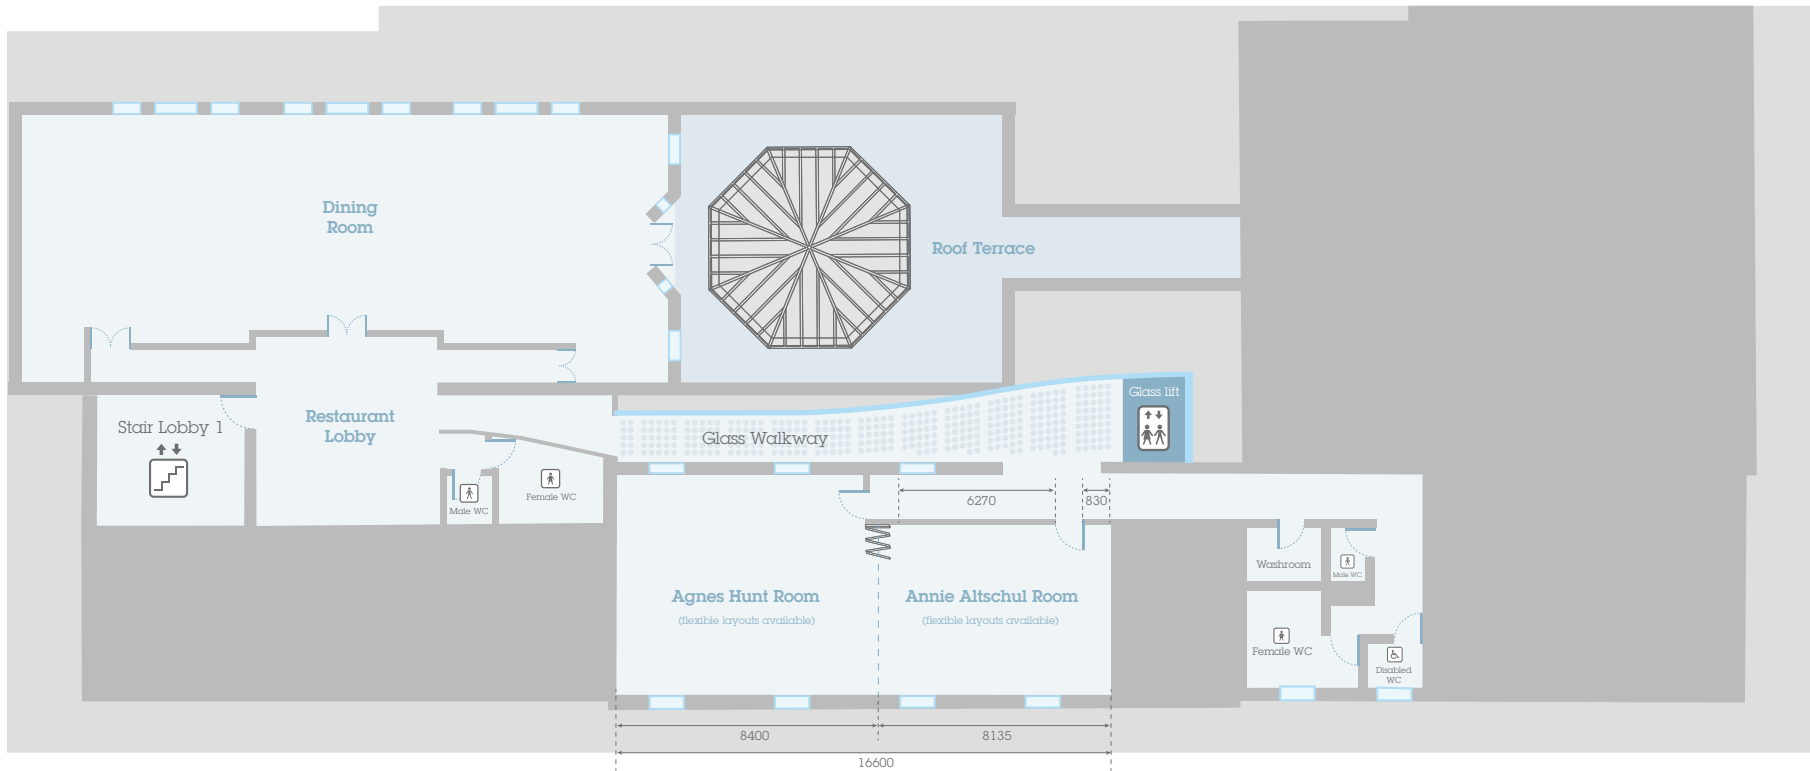 Dining
Room
Roof Terrace
Glass lift
Stair Lobby 1
Restaurant
Lobby
Glass Walkway
Male WC
Female WC
6270
830
Washroom
Male WC
Agnes Hunt Room
(flexible layouts available)
Annie Altschul Room
(flexible layouts available)
Female WC
Disabled
WC
8400
8135
16600